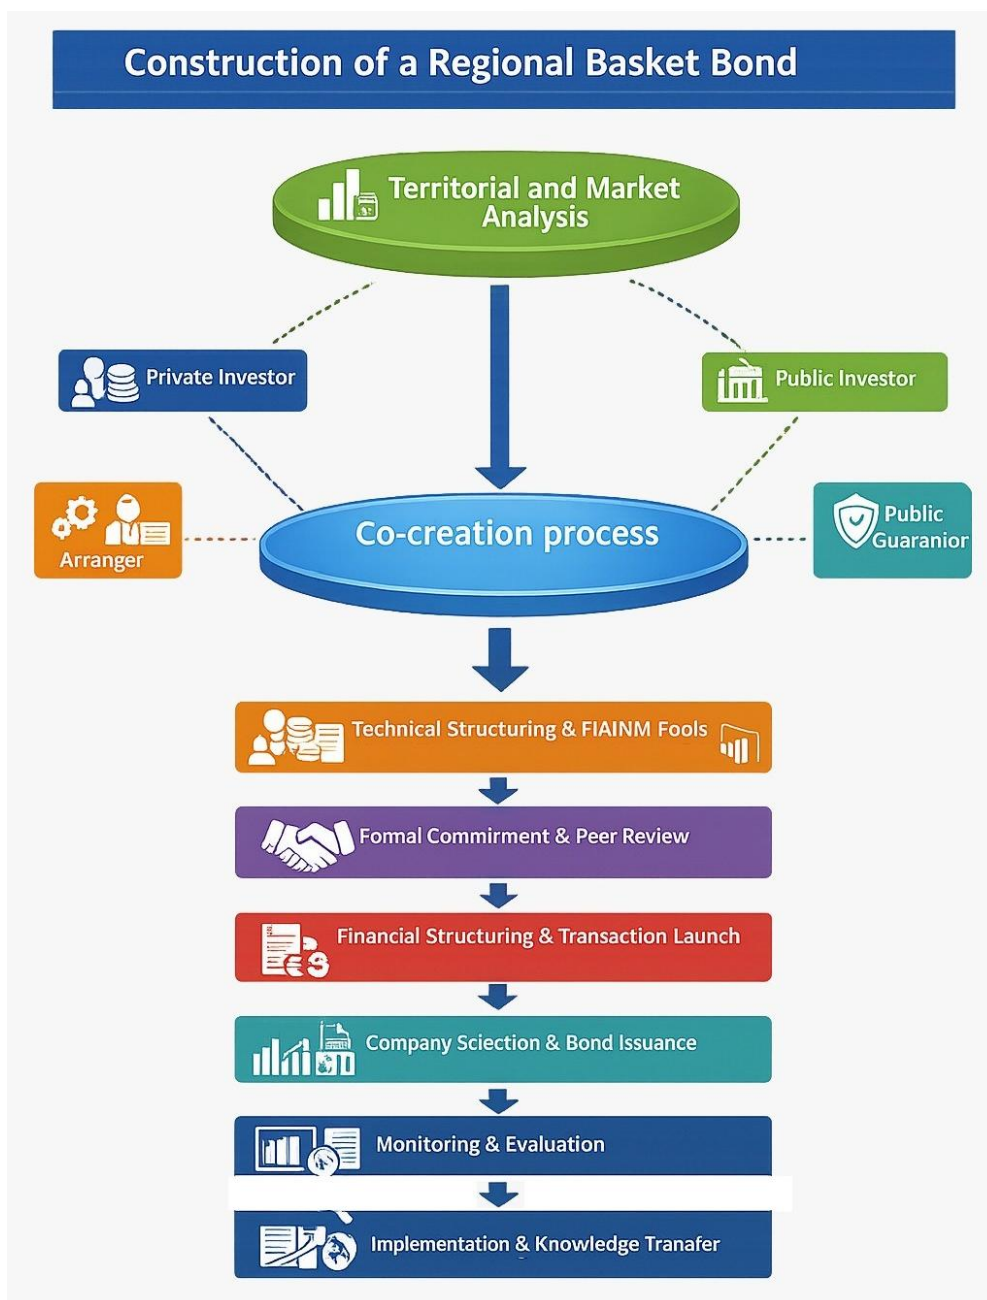 Construction of a Regional Basket Bond
Territorial and Market
Analysis
Private Investor
Public Investor
Arranger
Co-creation process
Public
Guaranior
Technical Structuring & FIAINM Fools
Fomal Commirment & Peer Review
Financial Structuring & Transaction Launch
Company Sciection & Bond Issuance
Monitoring & Evaluation
Implementation & Knowledge Tranafer